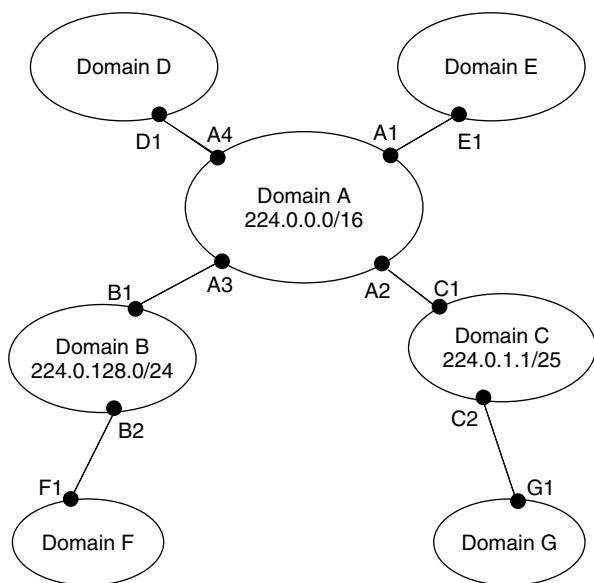 Domain D
Domain E
D1
A4
A1
E1
Domain A
224.0.0.0/16
B1
A3
A2
C1
Domain B
224.0.128.0/24
Domain C
224.0.1.1/25
B2
C2
F1
G1
Domain F
Domain G